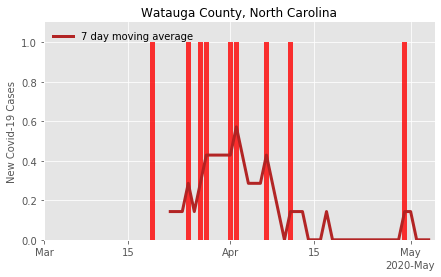 Watauga County, North Carolina
7 day moving average
New Covid-19 Cases
1.0
0.8
0.6
0.4
0.2
0.0
Mar
15
Apr
15
May
2020-May